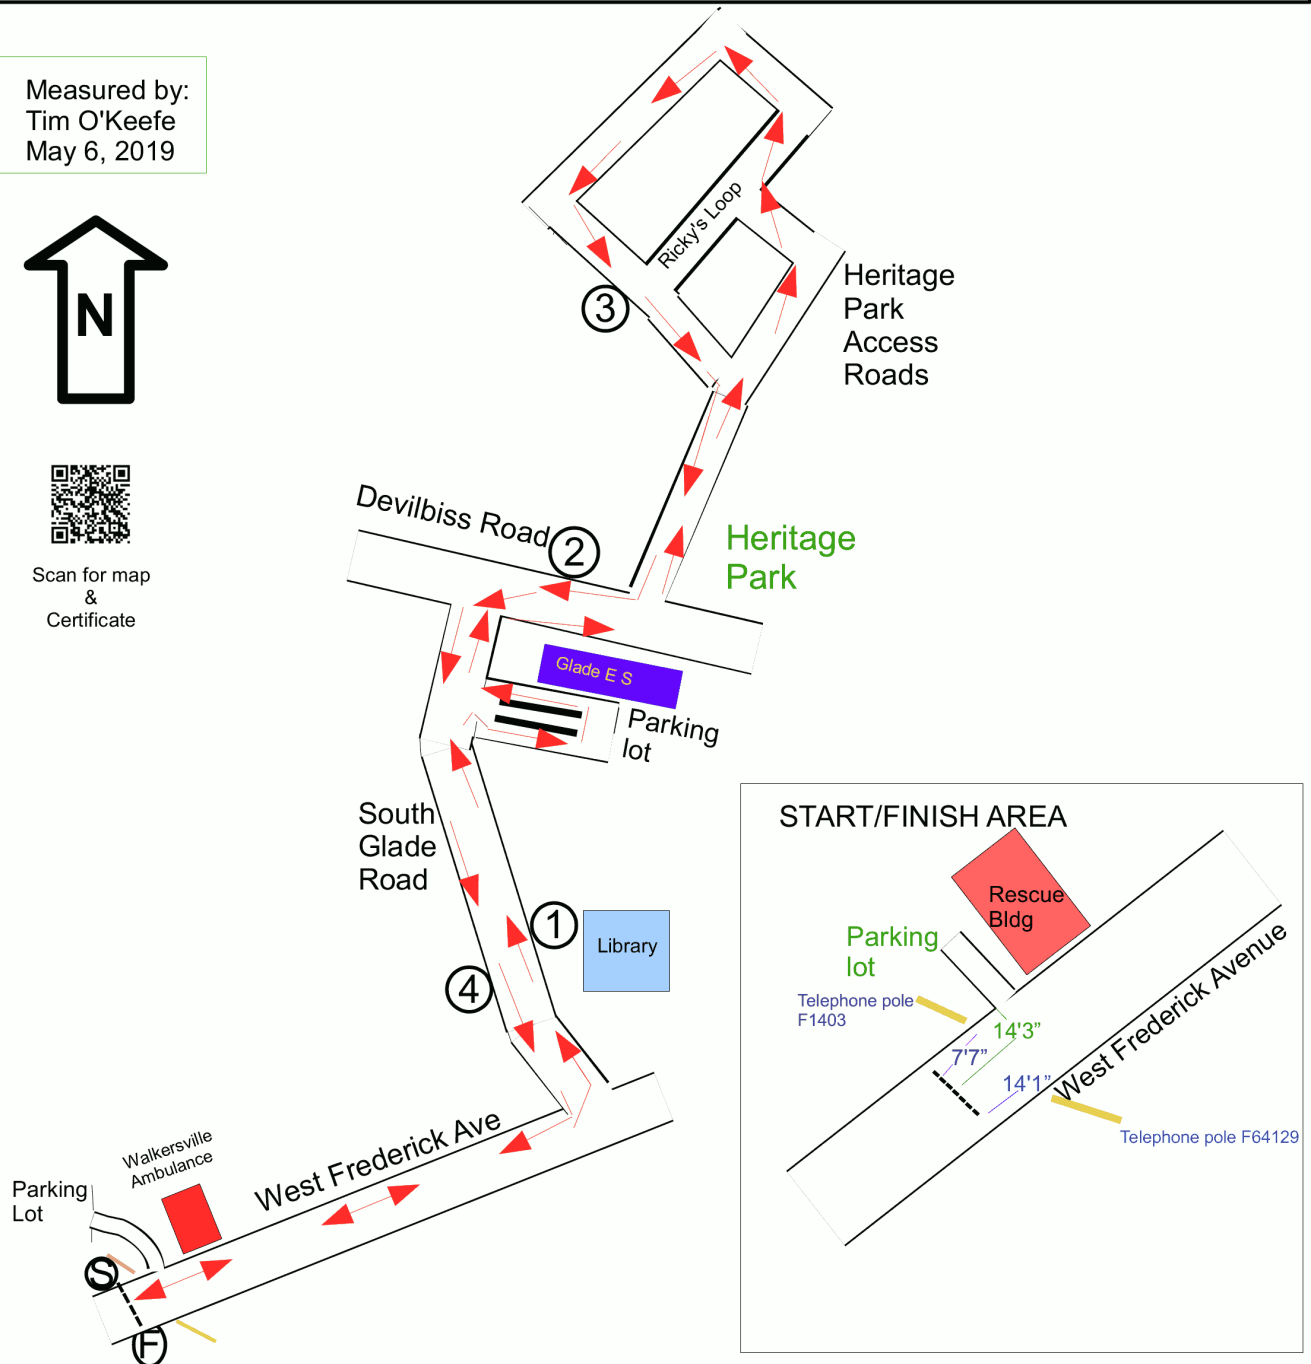 Measured by:
Tim O'Keefe
May 6, 2019
N
Scan for map
&
Certificate
Ricky's Loop
3
Heritage
Park
Access
Roads
Devilbiss Road
2
Heritage
Park
Glade E S
Parking
lot
South
Glade
Road
1
Library
4
West Frederick Ave
Walkersville
Ambulance
Parking
Lot
S
F
START/FINISH AREA
Rescue
Bldg
Parking
lot
Telephone pole
F1403
14'3”
7'7”
14'1”
West Frederick Avenue
Telephone pole F64129